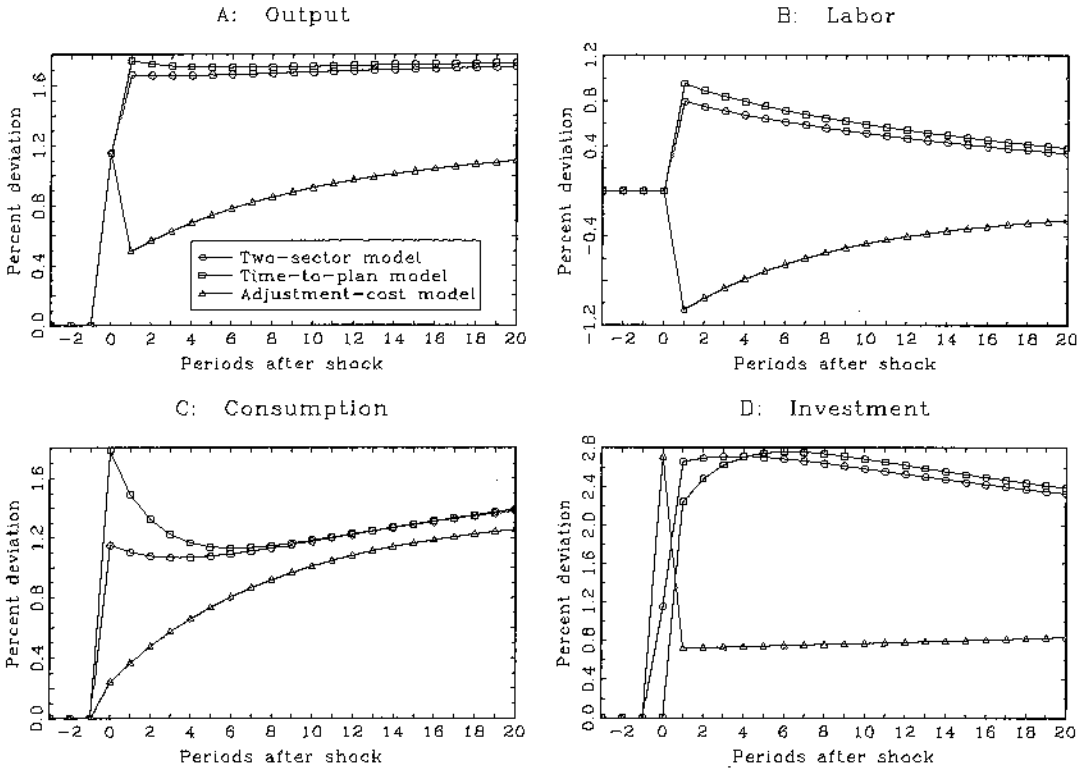 A: Output
Percent deviation
0.0 0.4 0.8 1.2 1.6
Two-sector model
Time-to-plan model
Adjustment-cost model
-2 0 2 4 6 8 10 12 14 16 18 20
Periods after shock
B: Labor
Percent deviation
-1.2 -0.4 0.4 0.8 1.2
-2 0 2 4 6 8 10 12 14 16 18 20
Periods after shock
C: Consumption
Percent deviation
0.0 0.4 0.8 1.2 1.6
-2 0 2 4 6 8 10 12 14 16 18 20
Periods after shock
D: Investment
Percent deviation
0.0 0.4 0.8 1.2 1.6 2.0 2.4 2.8
-2 0 2 4 6 8 10 12 14 16 18 20
Periods after shock